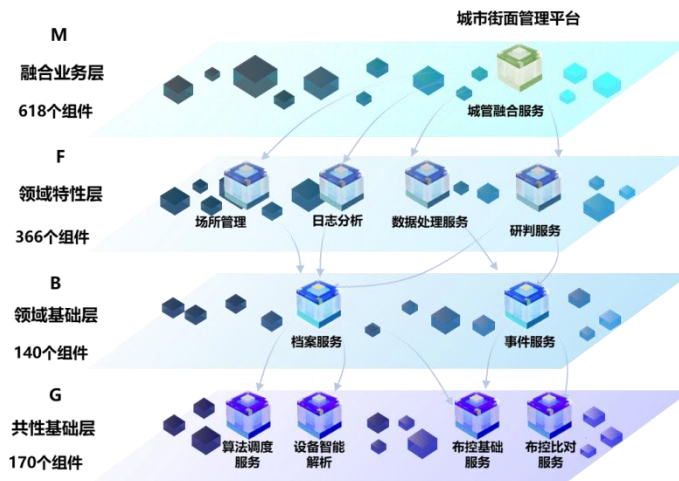 城市街面管理平台
M
融合业务层
618个组件
城管融合服务
F
领域特性层
366个组件
场所管理
日志分析
数据处理服务
研判服务
B
领域基础层
140个组件
档案服务
事件服务
G
共性基础层
170个组件
算法调度
服务
设备智能
解析
布控基础
服务
布控比对
服务